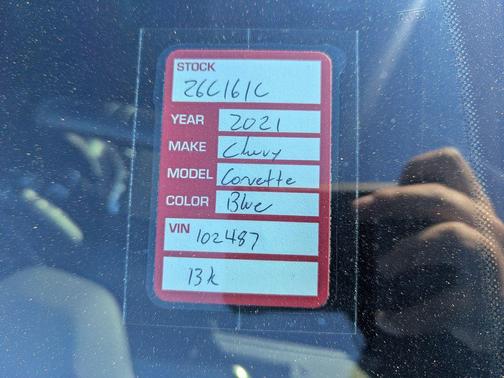 STOCK
26C161C
YEAR 2021
MAKE Chevy
MODEL Corvette
COLOR Blue
VIN 102487
13k